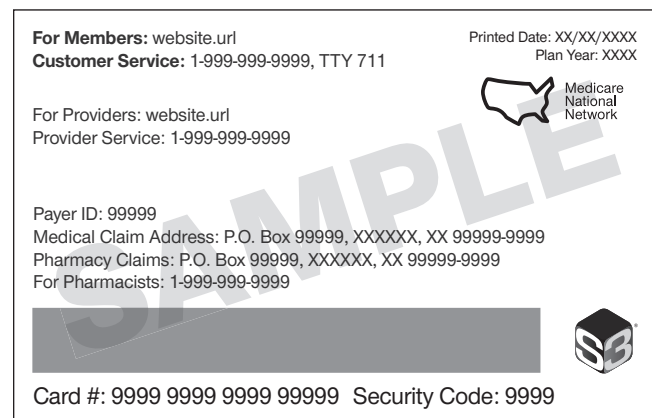 For Members: website.url
Customer Service: 1-999-999-9999, TTY 711
Printed Date: XX/XX/XXXX
Plan Year: XXXX
Medicare
National
Network
For Providers: website.url
Provider Service: 1-999-999-9999
Payer ID: 99999
Medical Claim Address: P.O. Box 99999, XXXXXX, XX 99999-9999
Pharmacy Claims: P.O. Box 99999, XXXXXX, XX 99999-9999
For Pharmacists: 1-999-999-9999
SAMPLE
S3
Card #: 9999 9999 9999 99999 Security Code: 9999